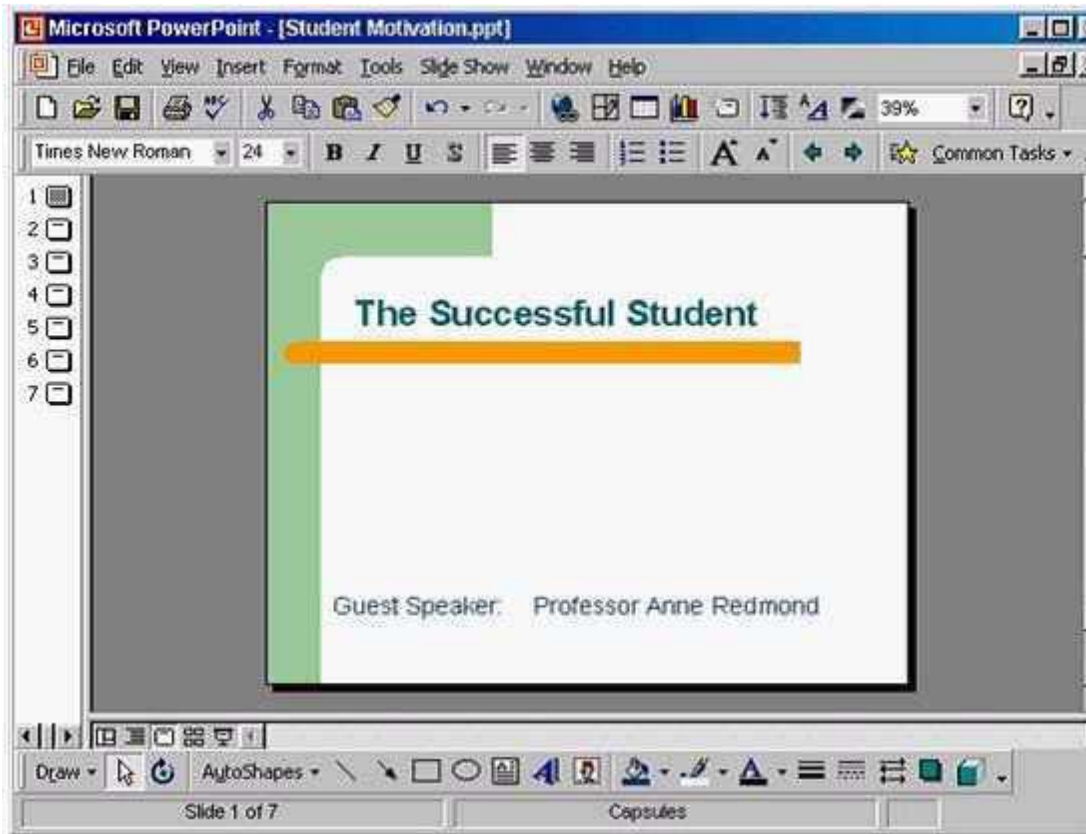 Microsoft PowerPoint - [Student Motivation.ppt]
File Edit View Insert Format Tools Slide Show Window Help
39%
Times New Roman 24 B I U S A A Common Tasks
1
2
3
4
5
6
7
The Successful Student
Guest Speaker: Professor Anne Redmond
Draw AutoShapes
Slide 1 of 7 Capsules